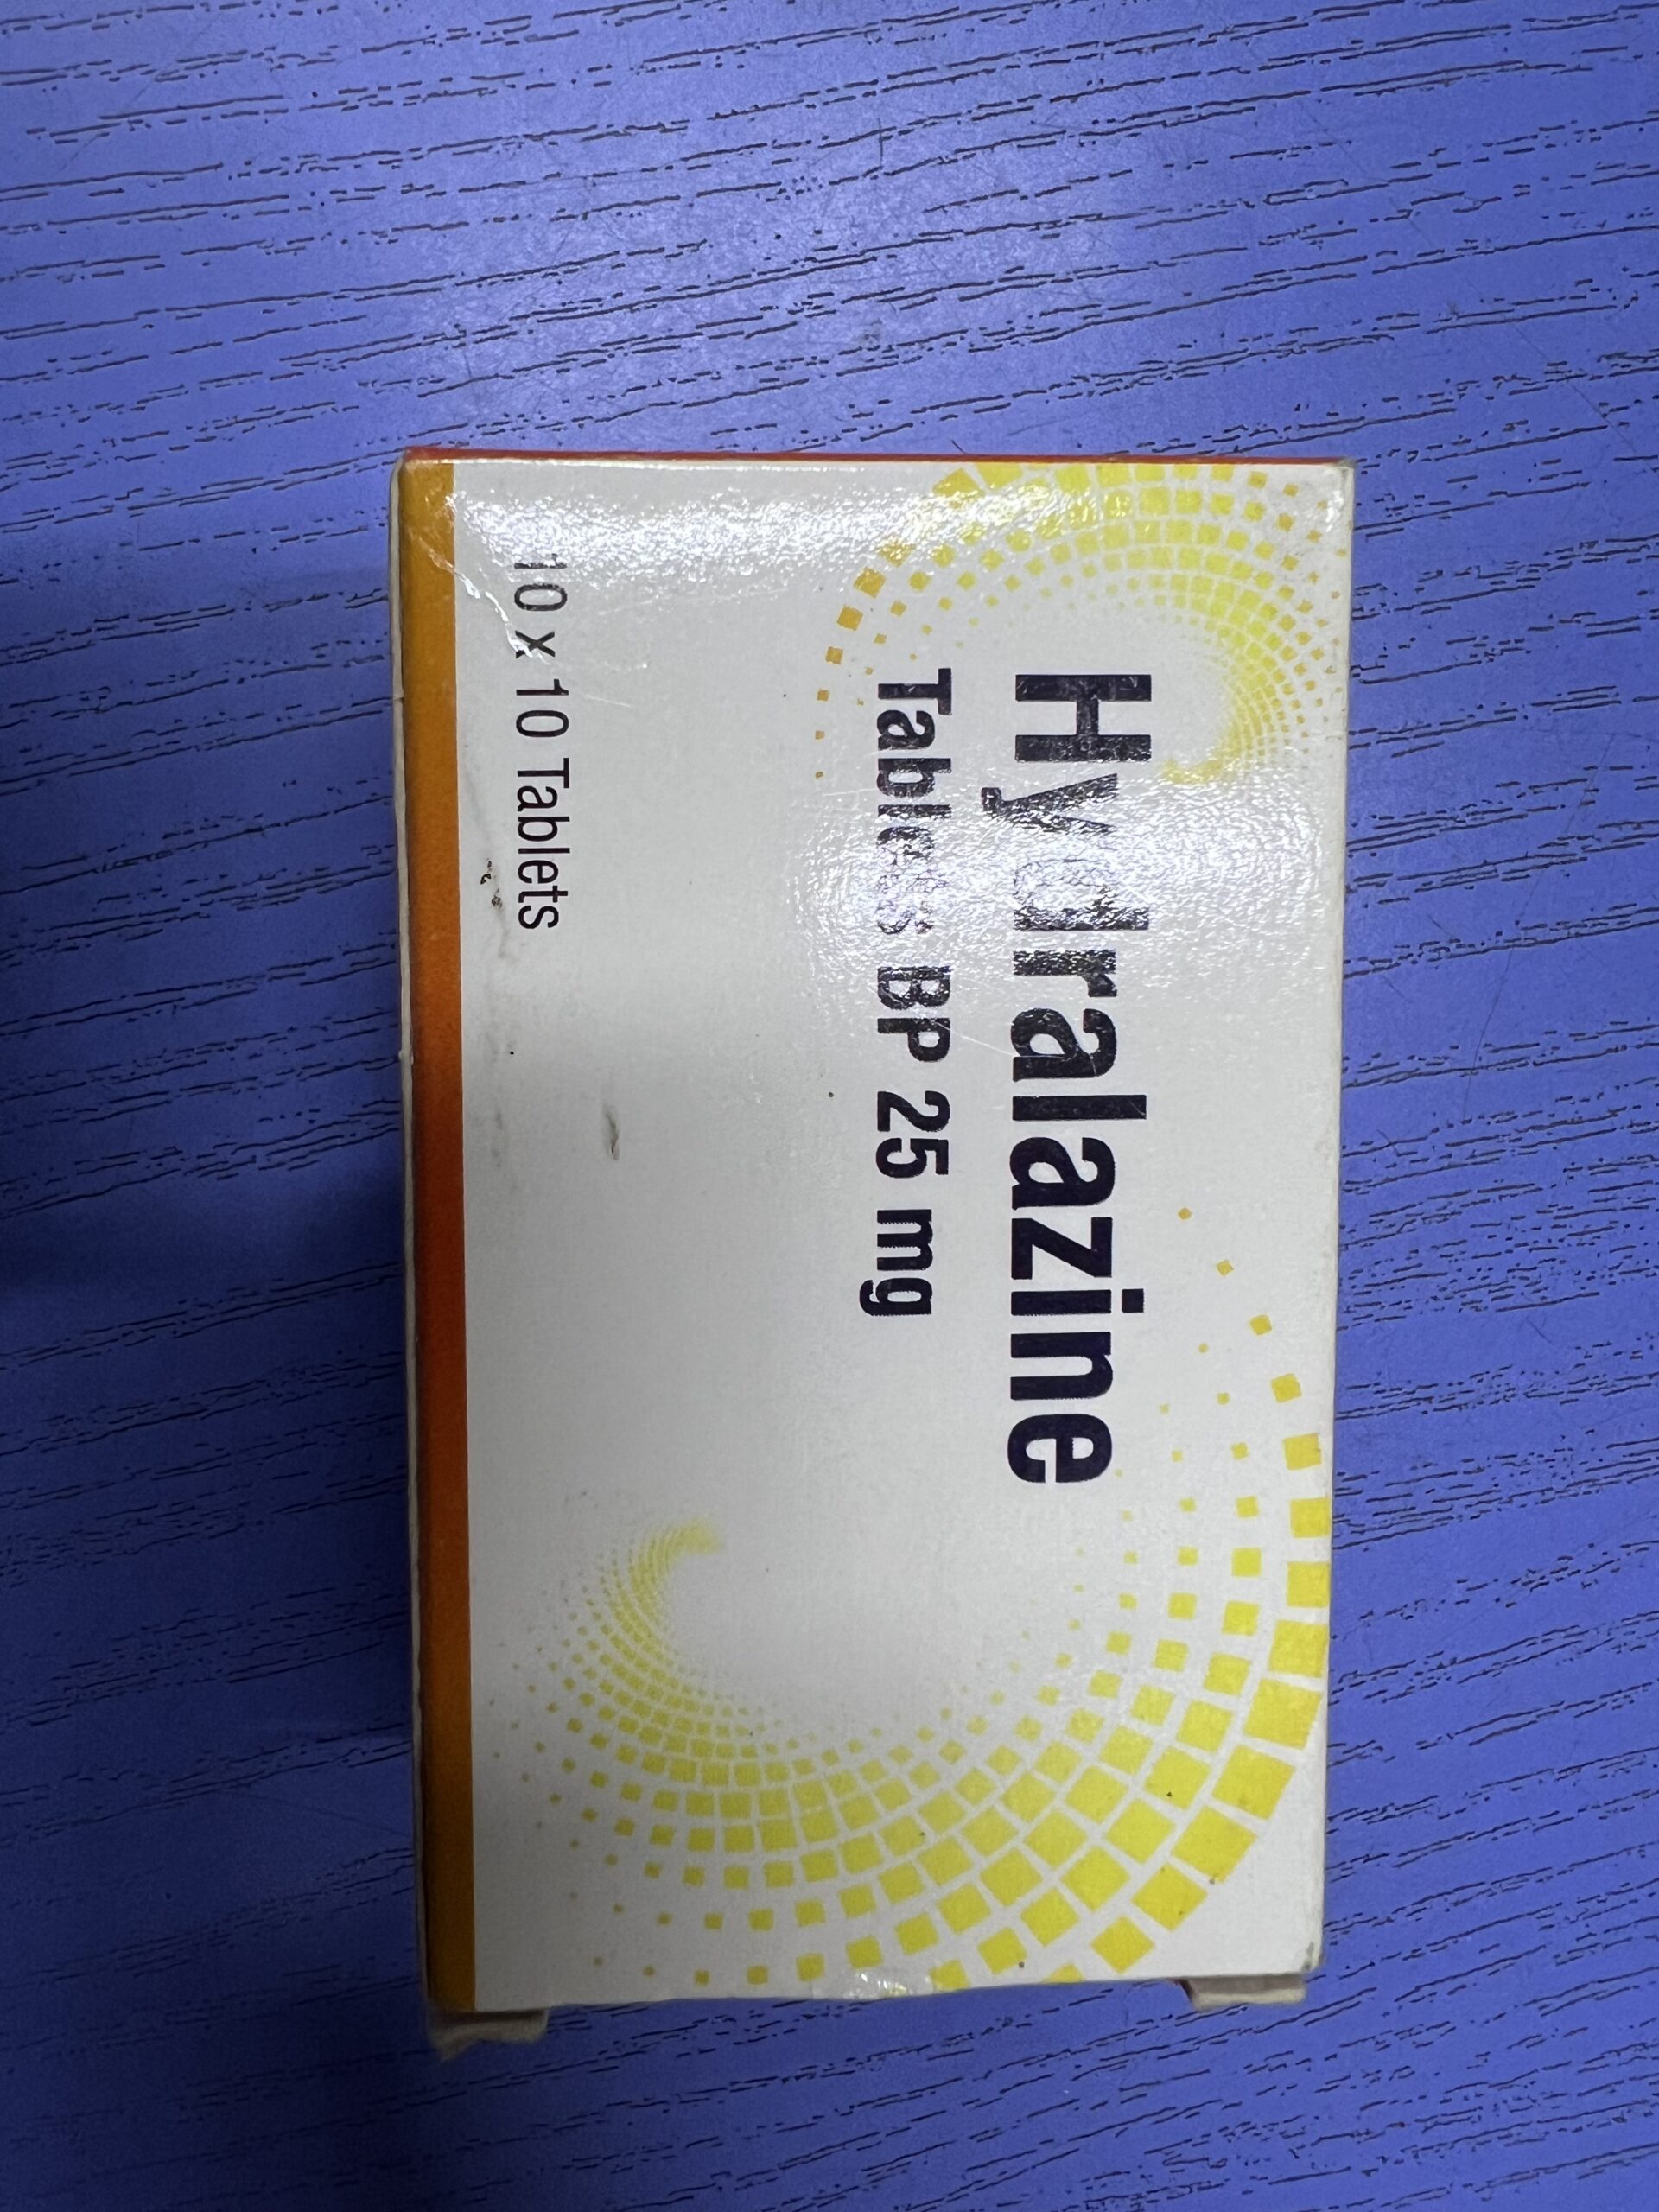 Hydralazine
Tablets BP 25 mg
10 x 10 Tablets